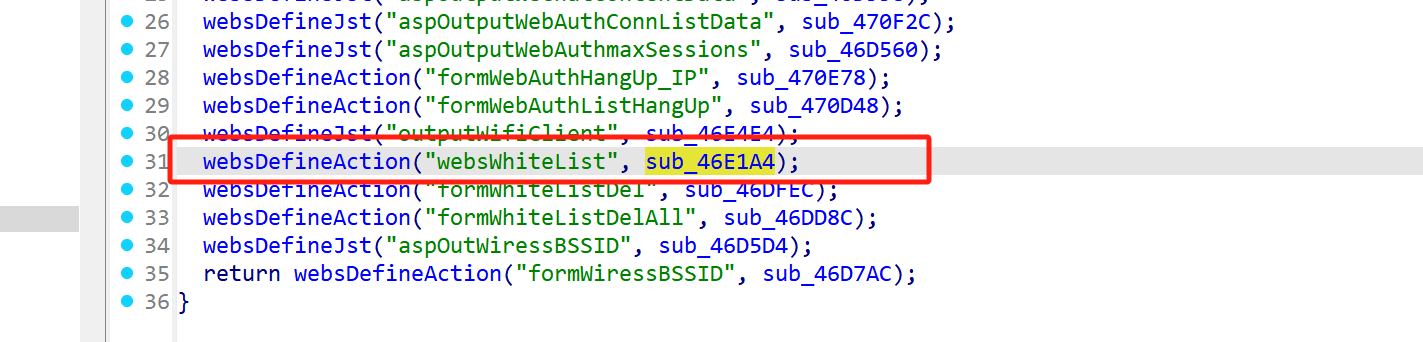 26 websDefineJst("aspOutputWebAuthConnListData", sub_470F2C);
27 websDefineJst("aspOutputWebAuthmaxSessions", sub_46D560);
28 websDefineAction("formWebAuthHangUp_IP", sub_470E78);
29 websDefineAction("formWebAuthListHangUp", sub_470D48);
30 websDefineJst("outputWifiClient", sub_46E4E4);
31 websDefineAction("websWhiteList", sub_46E1A4);
32 websDefineAction("formWhiteListDel", sub_46DFEC);
33 websDefineAction("formWhiteListDelAll", sub_46DD8C);
34 websDefineJst("aspOutWiressBSSID", sub_46D5D4);
35 return websDefineAction("formWiressBSSID", sub_46D7AC);
36 }